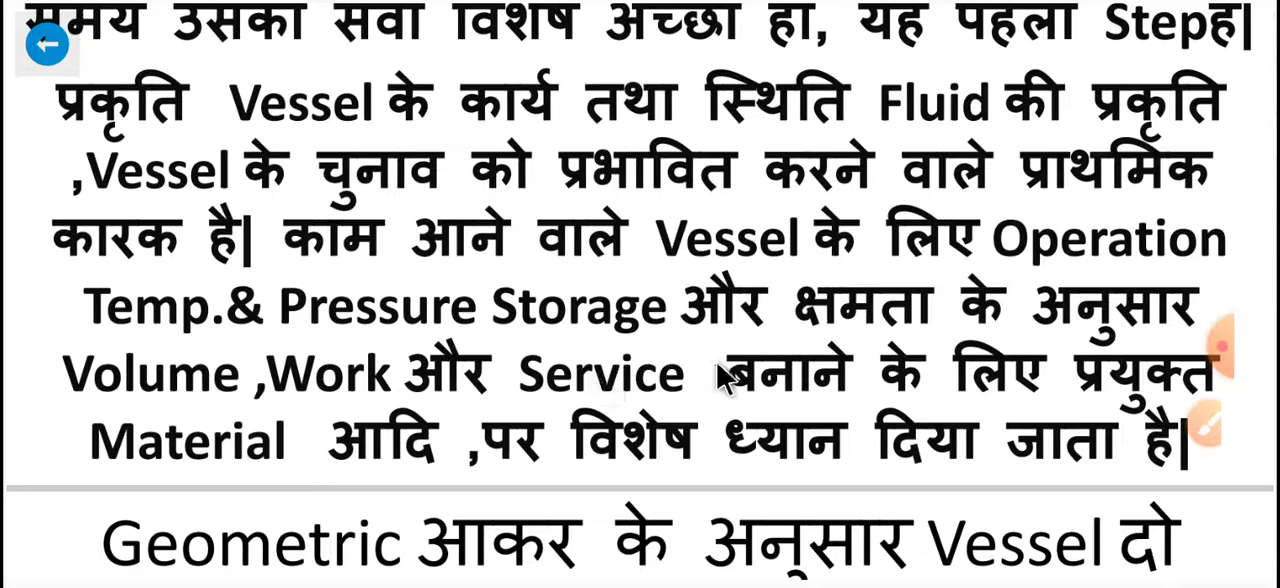 समय उसकी सेवा विशेष अच्छी हो, यह पहला Stepह|
प्रकृति Vessel के कार्य तथा स्थिति Fluid की प्रकृति
,Vessel के चुनाव को प्रभावित करने वाले प्राथमिक
कारक है| काम आने वाले Vessel के लिए Operation
Temp.& Pressure Storage और क्षमता के अनुसार
Volume ,Work और Service बनाने के लिए प्रयुक्त
Material आदि ,पर विशेष ध्यान दिया जाता है|
Geometric आकर के अनुसार Vessel दो